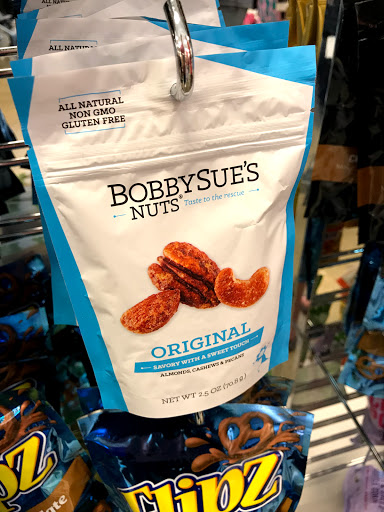 ALL NATURAL
ALL NATURAL
NON GMO
GLUTEN FREE
BOBBYSUE'S
NUTS®
Taste to the rescue
ORIGINAL
SAVORY WITH A SWEET TOUCH
ALMONDS, CASHEWS & PECANS
NET WT 2.5 OZ (70.8g)
Flipz